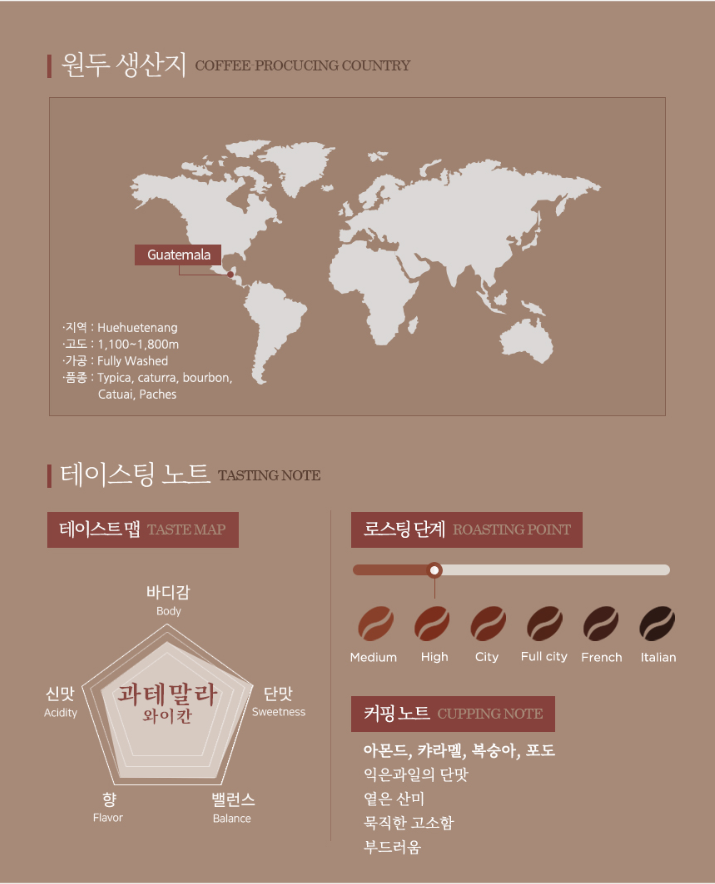 원두 생산지 COFFEE PROCUCING COUNTRY
Guatemala
·지역 : Huehuetenang
·고도 : 1,100~1,800m
·가공 : Fully Washed
·품종 : Typica, caturra, bourbon,
Catuai, Paches
테이스팅 노트 TASTING NOTE
테이스트 맵 TASTE MAP
바디감
Body
신맛
Acidity
과테말라
와이칸
단맛
Sweetness
향
Flavor
밸런스
Balance
로스팅 단계 ROASTING POINT
Medium High City Full city French Italian
커핑 노트 CUPPING NOTE
아몬드, 캬라멜, 복숭아, 포도
익은과일의 단맛
옅은 산미
묵직한 고소함
부드러움